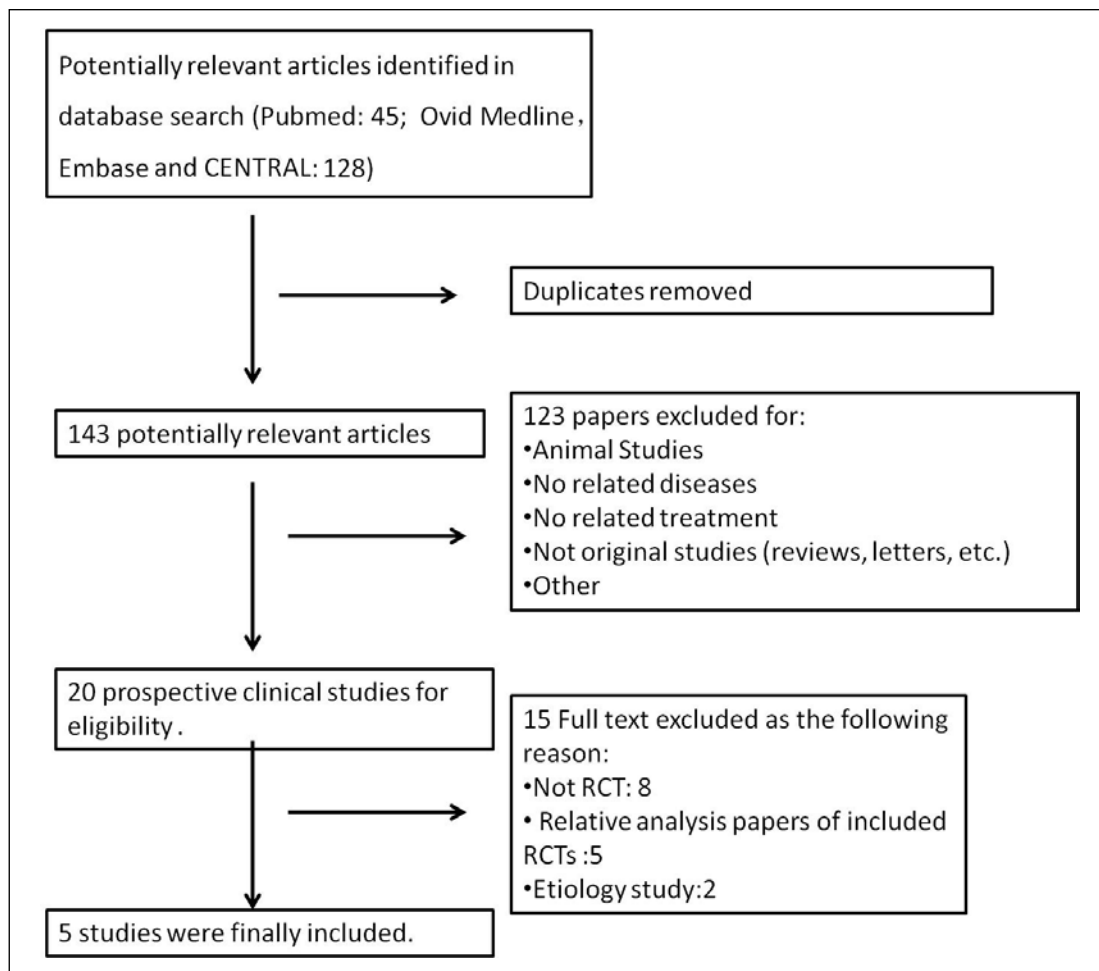 Potentially relevant articles identified in
database search (Pubmed: 45; Ovid Medline，
Embase and CENTRAL: 128)
Duplicates removed
143 potentially relevant articles
123 papers excluded for:
•Animal Studies
•No related diseases
•No related treatment
•Not original studies (reviews, letters, etc.)
•Other
20 prospective clinical studies for
eligibility .
15 Full text excluded as the following
reason:
•Not RCT: 8
• Relative analysis papers of included
RCTs :5
•Etiology study:2
5 studies were finally included.